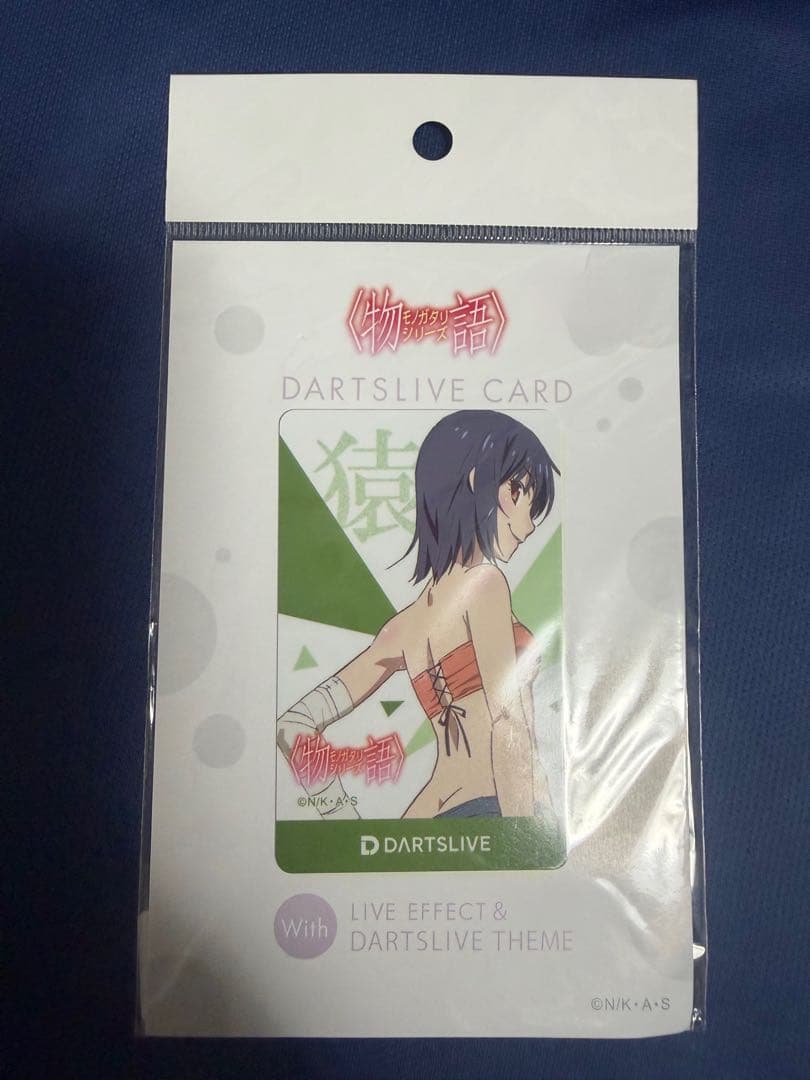 〈物語〉
モノガタリ
シリーズ
DARTSLIVE CARD
猿
〈物語〉
モノガタリ
シリーズ
©N/K・A・S
DARTSLIVE
With
LIVE EFFECT &
DARTSLIVE THEME
©N/K・A・S